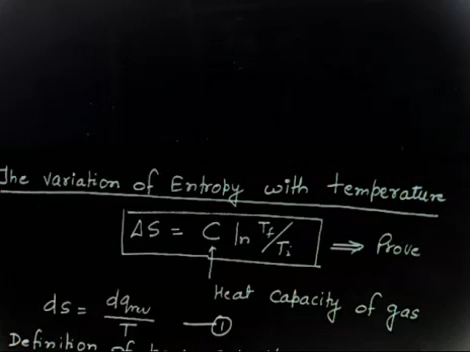 The variation of Entropy with temperature
ΔS = C ln Tf/Ti ⟹ Prove
Heat capacity of gas
ds = dqrev/T — ①
Definition of